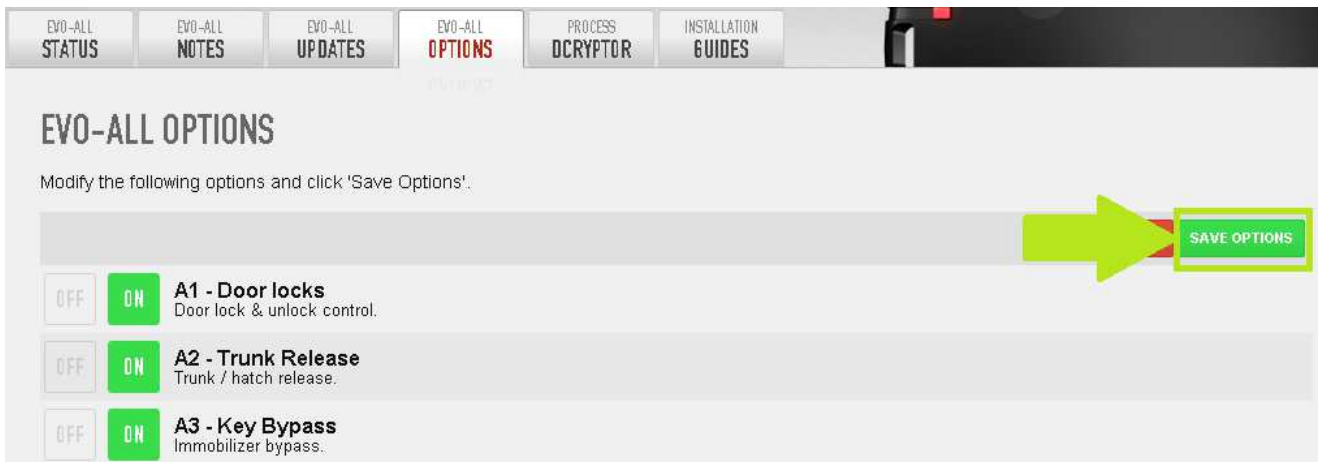 EVO-ALL
STATUS
EVO-ALL
NOTES
EVO-ALL
UPDATES
EVO-ALL
OPTIONS
PROCESS
DCRYPTOR
INSTALLATION
GUIDES
EVO-ALL OPTIONS
Modify the following options and click 'Save Options'.
SAVE OPTIONS
OFF ON A1 - Door locks
Door lock & unlock control.
OFF ON A2 - Trunk Release
Trunk / hatch release.
OFF ON A3 - Key Bypass
Immobilizer bypass.